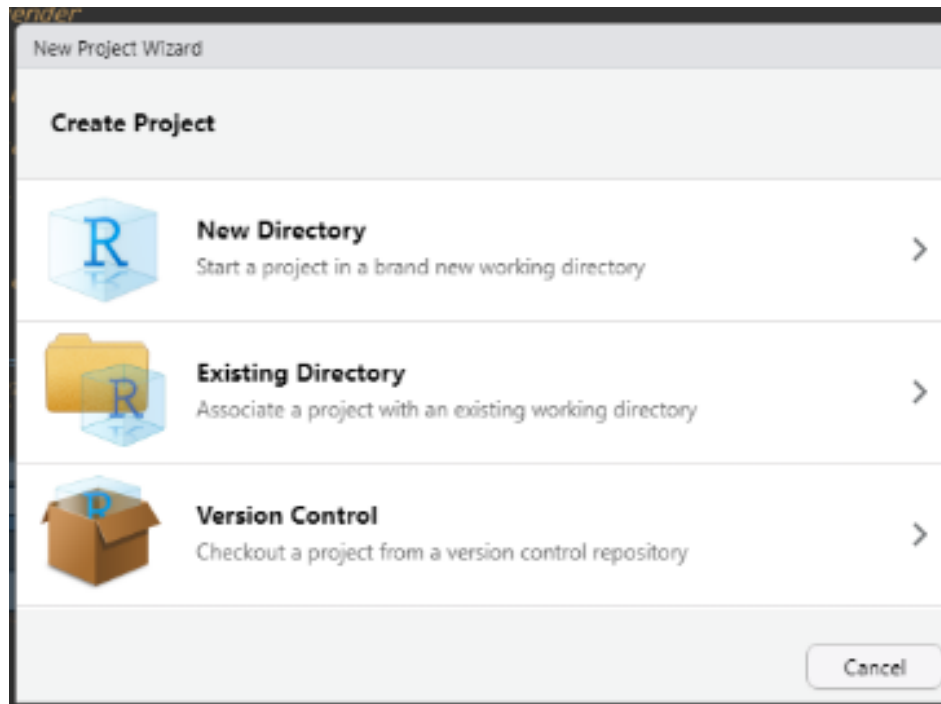 ender
New Project Wizard
Create Project
R
New Directory
Start a project in a brand new working directory
R
Existing Directory
Associate a project with an existing working directory
R
Version Control
Checkout a project from a version control repository
Cancel